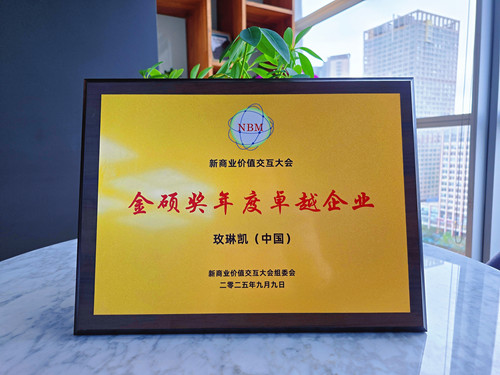 NBM
新商业价值交互大会
金硕奖年度卓越企业
玫琳凯（中国）
新商业价值交互大会组委会
二零二五年九月九日